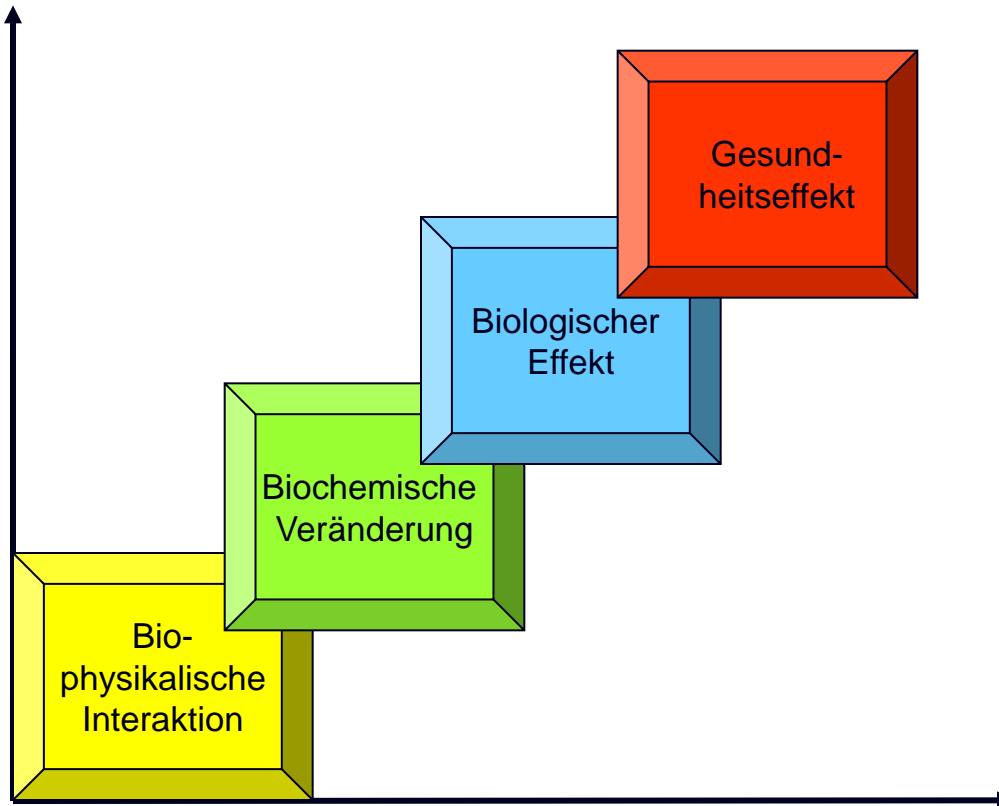 Gesund-
heitseffekt
Biologischer
Effekt
Biochemische
Veränderung
Bio-
physikalische
Interaktion